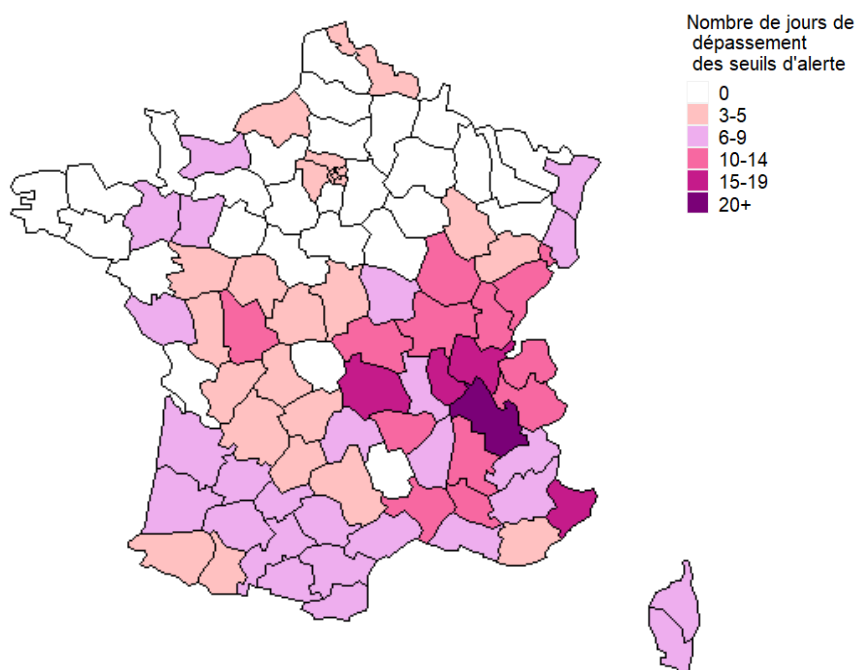 Nombre de jours de
dépassement
des seuils d'alerte
0
3-5
6-9
10-14
15-19
20+